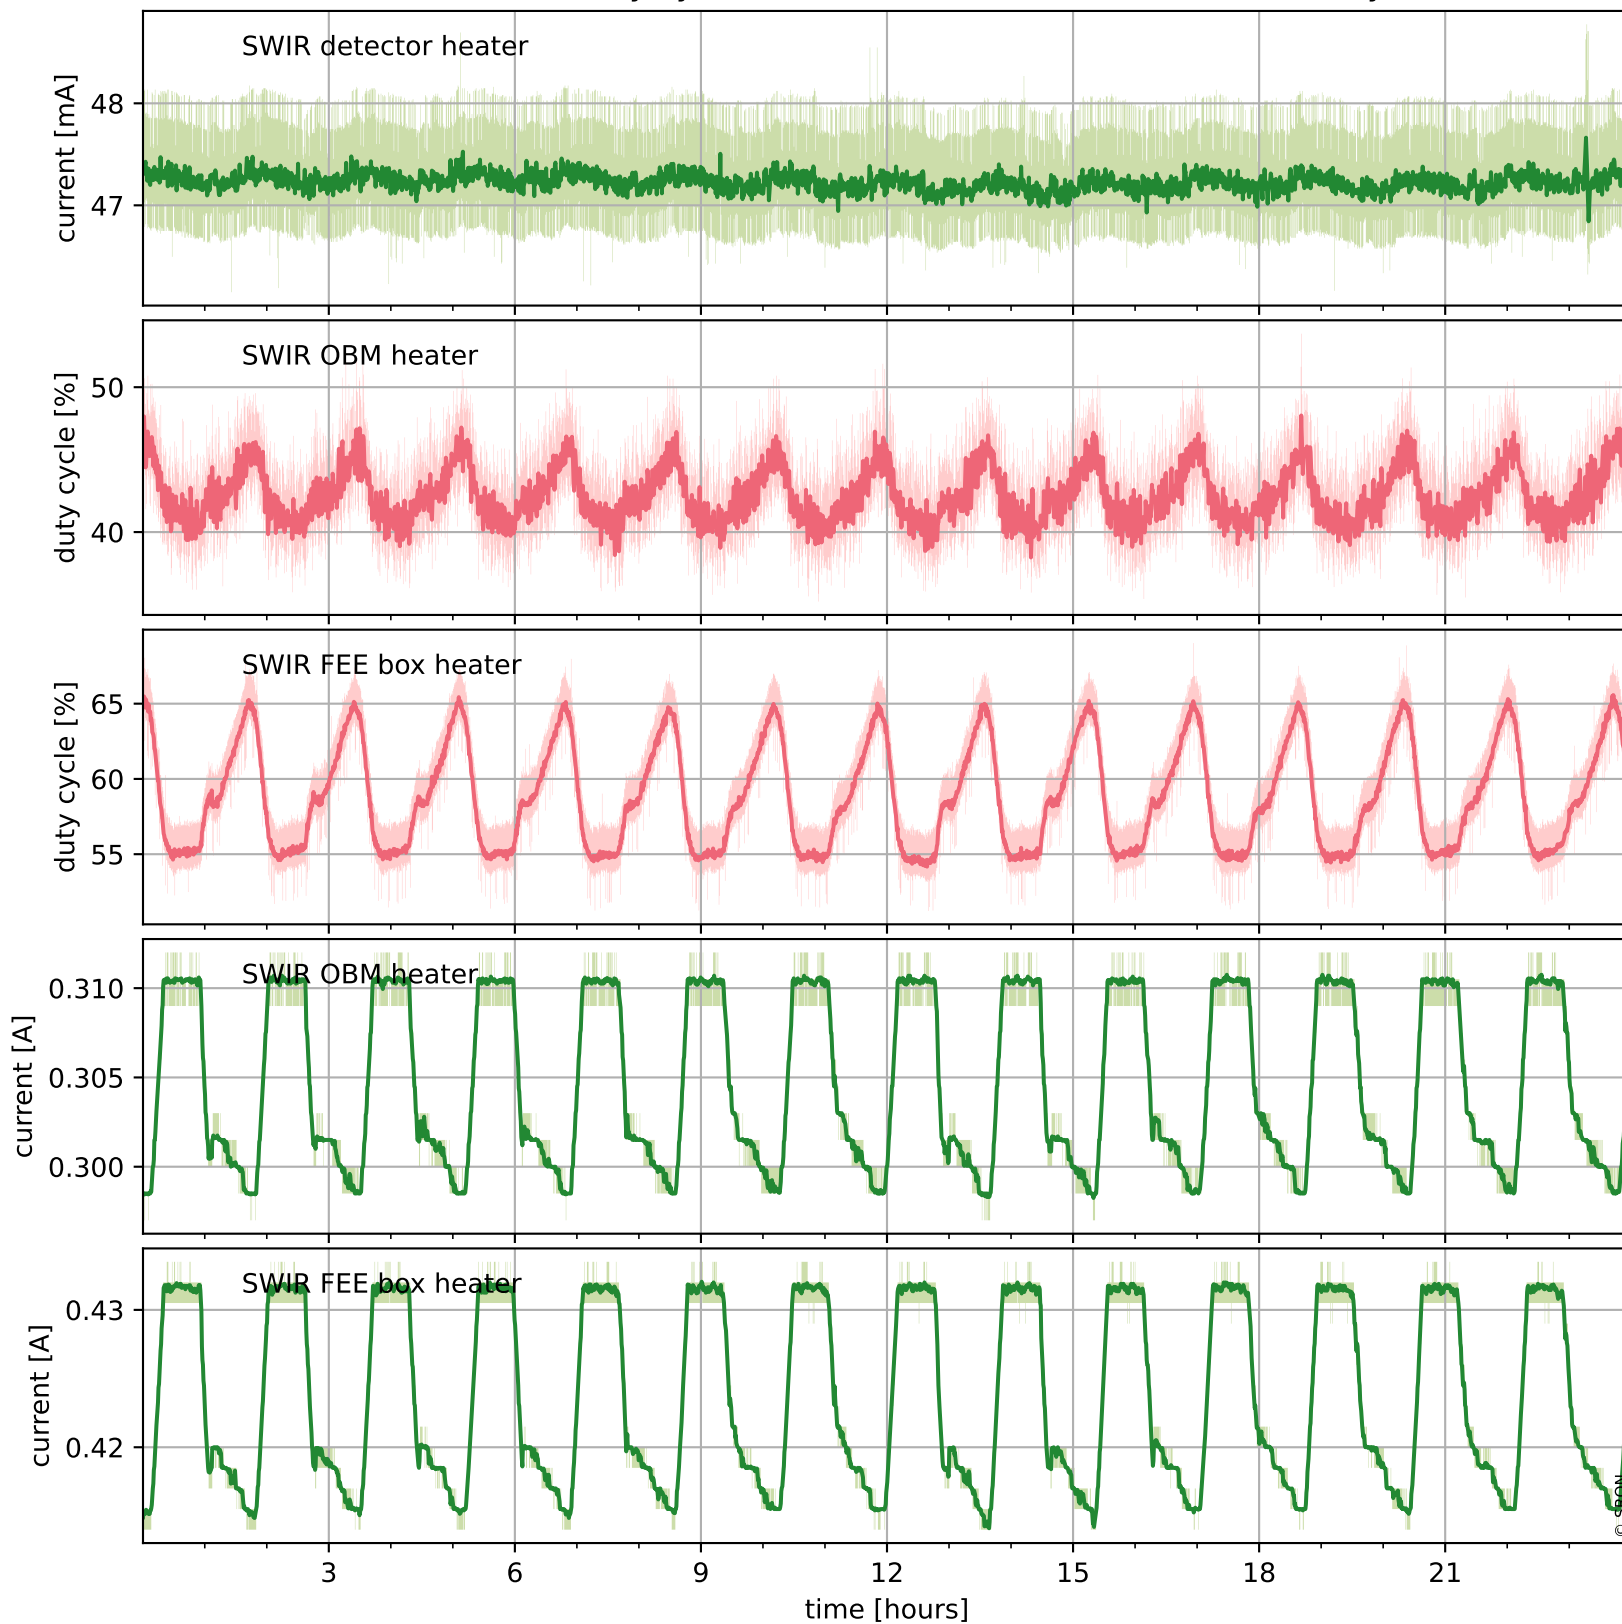 SWIR detector heater
current [mA]
48
47
SWIR OBM heater
duty cycle [%]
50
40
SWIR FEE box heater
duty cycle [%]
65
60
55
SWIR OBM heater
current [A]
0.310
0.305
0.300
SWIR FEE box heater
current [A]
0.43
0.42
3 6 9 12 15 18 21
time [hours]
© SRON